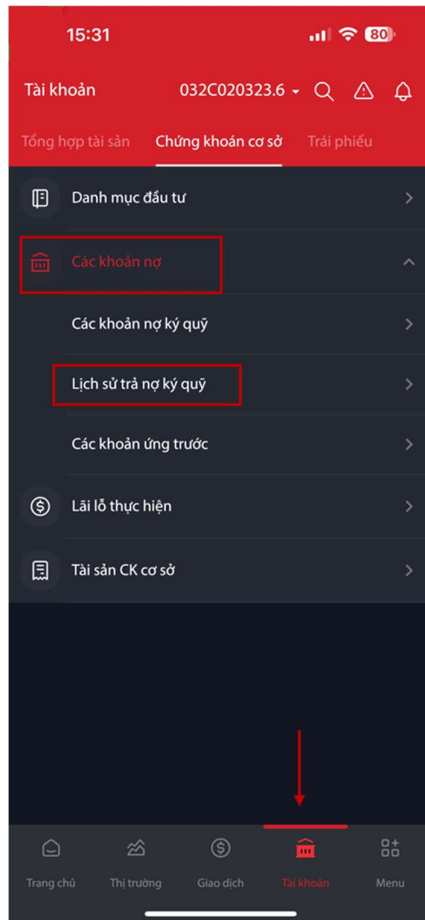 15:31
80
Tài khoản 032C020323.6
Tổng hợp tài sản Chứng khoán cơ sở Trái phiếu
Danh mục đầu tư
Các khoản nợ
Các khoản nợ ký quỹ
Lịch sử trả nợ ký quỹ
Các khoản ứng trước
Lãi lỗ thực hiện
Tài sản CK cơ sở
Trang chủ Thị trường Giao dịch Tài khoản Menu